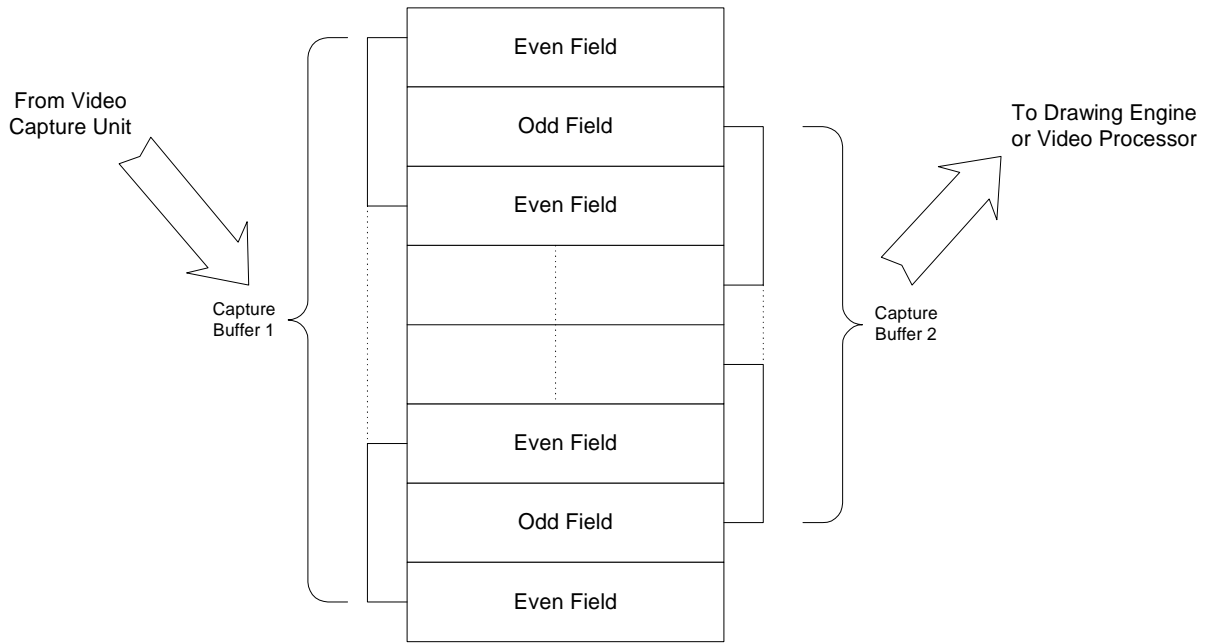 Even Field
From Video
Capture Unit
Odd Field
To Drawing Engine
or Video Processor
Even Field
Capture
Buffer 1
Capture
Buffer 2
Even Field
Odd Field
Even Field